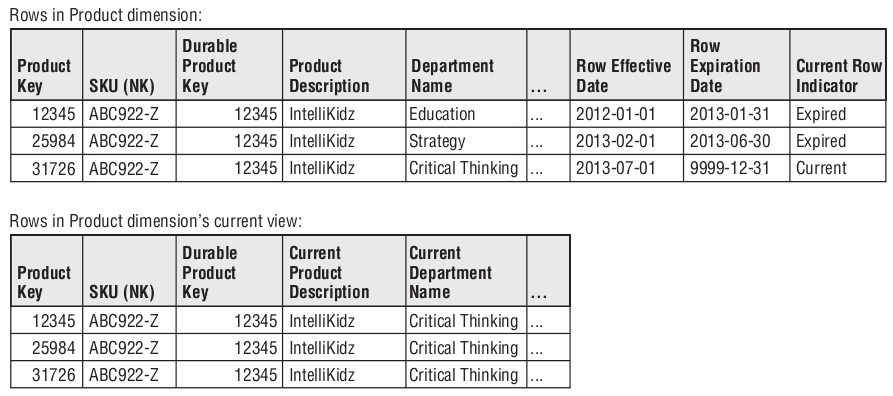 Rows in Product dimension:
Product Key | SKU (NK) | Durable Product Key | Product Description | Department Name | ... | Row Effective Date | Row Expiration Date | Current Row Indicator
12345 | ABC922-Z | 12345 | IntelliKidz | Education | ... | 2012-01-01 | 2013-01-31 | Expired
25984 | ABC922-Z | 12345 | IntelliKidz | Strategy | ... | 2013-02-01 | 2013-06-30 | Expired
31726 | ABC922-Z | 12345 | IntelliKidz | Critical Thinking | ... | 2013-07-01 | 9999-12-31 | Current
Rows in Product dimension’s current view:
Product Key | SKU (NK) | Durable Product Key | Current Product Description | Current Department Name | ...
12345 | ABC922-Z | 12345 | IntelliKidz | Critical Thinking | ...
25984 | ABC922-Z | 12345 | IntelliKidz | Critical Thinking | ...
31726 | ABC922-Z | 12345 | IntelliKidz | Critical Thinking | ...